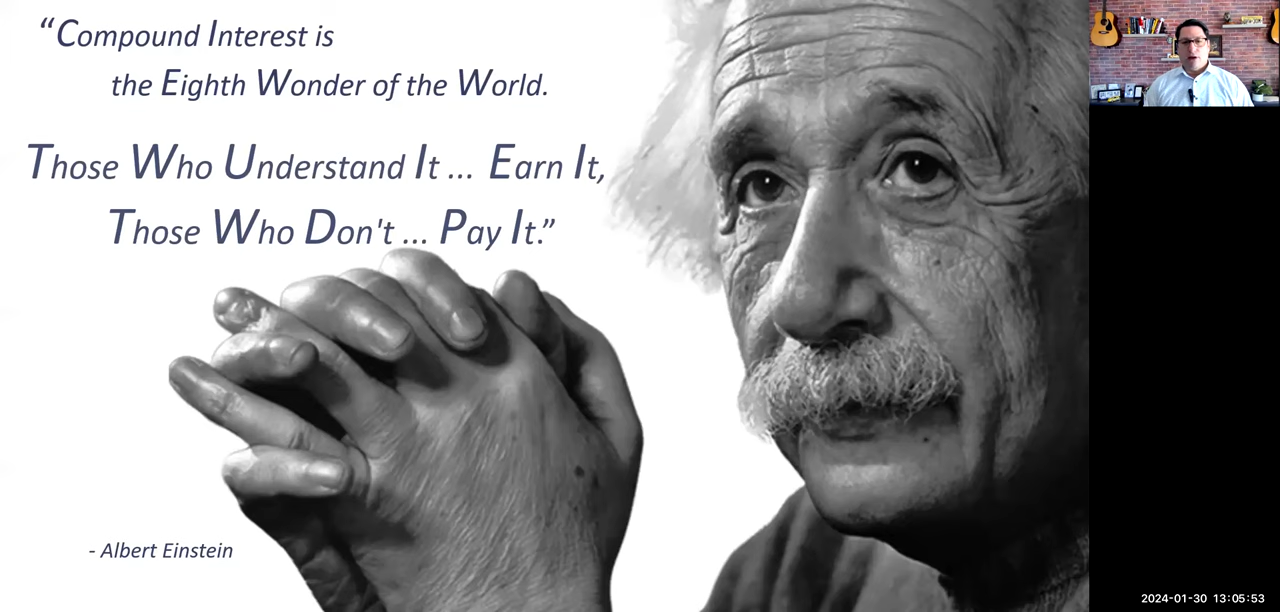 “Compound Interest is
the Eighth Wonder of the World.
Those Who Understand It ... Earn It,
Those Who Don't ... Pay It.”
- Albert Einstein
2024-01-30 13:05:53